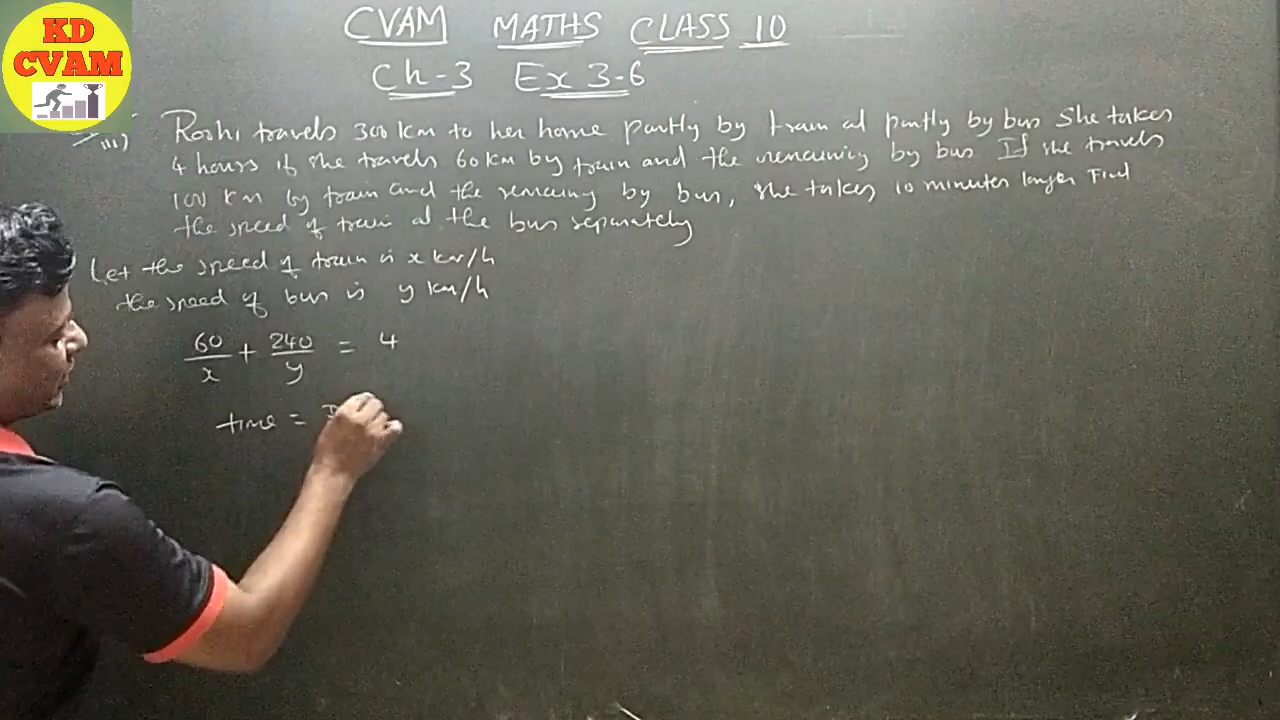 KD
CVAM
CVAM MATHS CLASS 10
Ch-3 Ex 3-6
iii) Roohi travels 300 km to her home partly by train ad partly by bus She takes
4 hours if she travels 60 km by train and the remaining by bus If she travels
100 km by train and the remaing by bus, she takes 10 minutes longer Find
the speed of train ad the bus separately
Let the speed of train is x km/h
the speed of bus is y km/h
60/x + 240/y = 4
time =